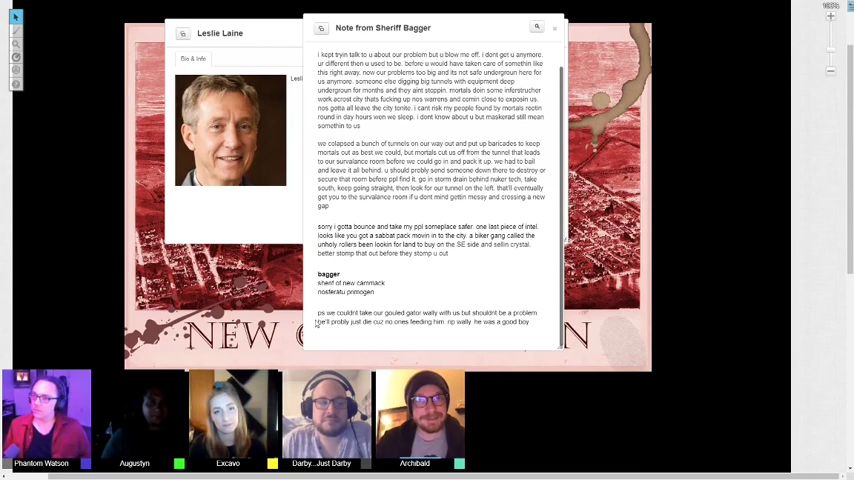 Leslie Laine
Note from Sheriff Bagger
Bio & Info
Lesli
i kept tryin talk to u about our problem but u blow me off. i dont get u anymore.
ur different then u used to be. before u would have taken care of somethin like
this right away. now our problems too big and its not safe undergroun here for
us anymore. someone else digging big tunnels with equipment deep
undergroun for months and they aint stoppin. mortals doin some inferstrucher
work across city thats fucking up nos warrens and comin close to exposin us.
nos gotta all leave the city tonite. i cant risk my people found by mortals rootin
round in day hours wen we sleep. i dont know about u but maskerad still mean
somethin to us
we colapsed a bunch of tunnels on our way out and put up baricades to keep
mortals out as best we could, but mortals cut us off from the tunnel that leads
to our survalance room before we could go in and pack it up. we had to bail
and leave it all behind. u should probly send someone down there to destroy or
secure that room before ppl find it. go in storm drain behind nuker tech, take
south, keep going straight, then look for our tunnel on the left. that'll eventually
get you to the survalance room if u dont mind gettin messy and crossing a new
gap
sorry i gotta bounce and take my ppl someplace safer. one last piece of intel.
looks like you got a sabbat pack movin in to the city. a biker gang called the
unholy rollers been lookin for land to buy on the SE side and sellin crystal.
better stomp that out before they stomp u out
bagger
sherif of new cammack
nosferatu primogen
ps we couldnt take our gouled gator wally with us but shouldnt be a problem
he'll probly just die cuz no ones feeding him. rip wally he was a good boy
NEW C
N
Phantom Watson
Augustyn
Excavo
Darby...Just Darby
Archibald